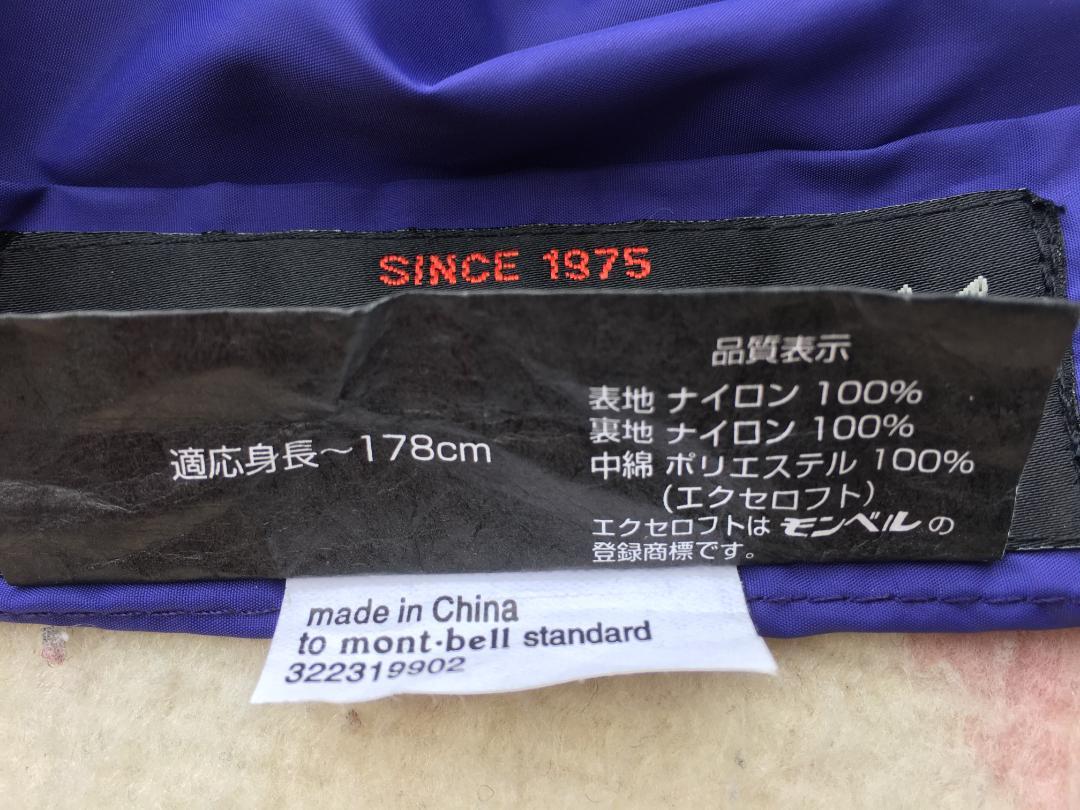 SINCE 1975
適応身長～178cm
品質表示
表地 ナイロン 100%
裏地 ナイロン 100%
中綿 ポリエステル 100%
(エクセロフト)
エクセロフトは モンベル の
登録商標です。
made in China
to mont-bell standard
322319902